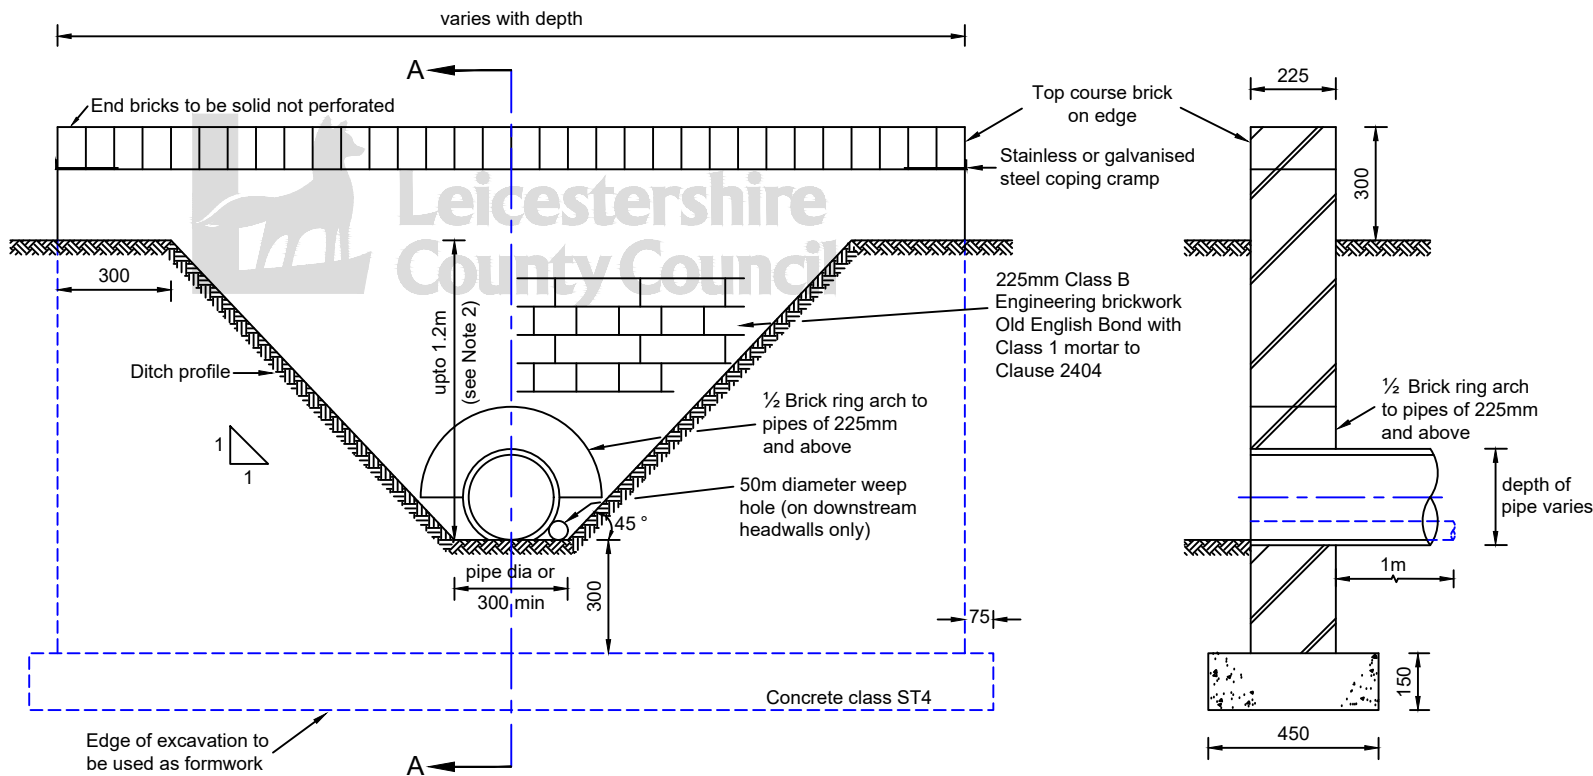 varies with depth
A
End bricks to be solid not perforated
Top course brick
on edge
225
Stainless or galvanised
steel coping cramp
300
Leicestershire
County Council
300
upto 1.2m
(see Note 2)
225mm Class B
Engineering brickwork
Old English Bond with
Class 1 mortar to
Clause 2404
Ditch profile
½ Brick ring arch to
pipes of 225mm
and above
½ Brick ring arch
to pipes of 225mm
and above
1
1
50m diameter weep
hole (on downstream
headwalls only)
45 °
depth of
pipe varies
pipe dia or
300 min
300
1m
75
Concrete class ST4
150
450
Edge of excavation to
be used as formwork
A